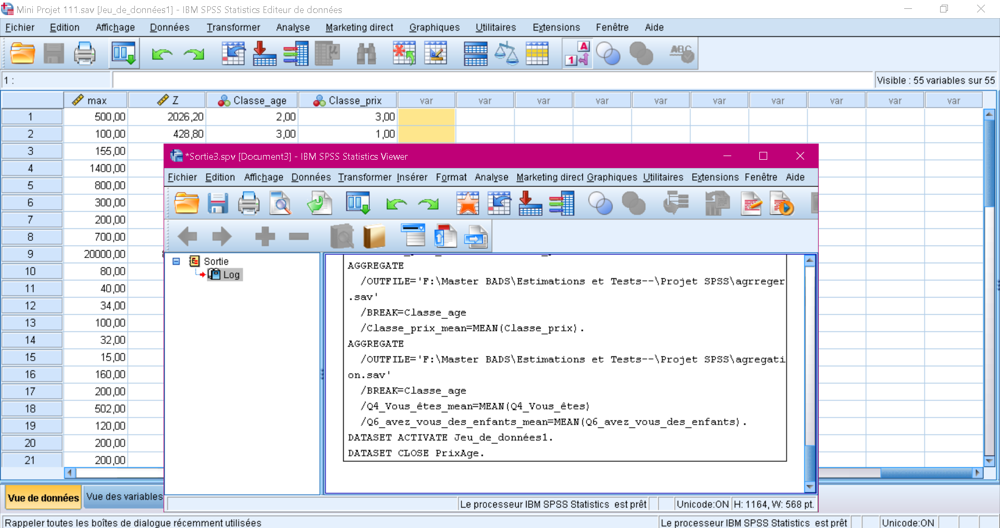 Mini Projet 111.sav [Jeu_de_données1] - IBM SPSS Statistics Editeur de données
Fichier Edition Affichage Données Transformer Analyse Marketing direct Graphiques Utilitaires Extensions Fenêtre Aide
1 :
Visible : 55 variables sur 55
max Z Classe_age Classe_prix var var var var var var var var var var
1 500,00 2026,20 2,00 3,00
2 100,00 428,80 3,00 1,00
3 155,00
4 1400,00
5 800,00
6 300,00
7 200,00
8 700,00
9 20000,00
10 80,00
11 40,00
12 34,00
13 100,00
14 32,00
15 15,00
16 160,00
17 200,00
18 502,00
19 120,00
20 200,00
21 200,00
*Sortie3.spv [Document3] - IBM SPSS Statistics Viewer
Fichier Edition Affichage Données Transformer Insérer Format Analyse Marketing direct Graphiques Utilitaires Extensions Fenêtre Aide
Sortie
Log
AGGREGATE
/OUTFILE='F:\Master BADS\Estimations et Tests--\Projet SPSS\agrreger
.sav'
/BREAK=Classe_age
/Classe_prix_mean=MEAN(Classe_prix).
AGGREGATE
/OUTFILE='F:\Master BADS\Estimations et Tests--\Projet SPSS\agregati
on.sav'
/BREAK=Classe_age
/Q4_Vous_êtes_mean=MEAN(Q4_Vous_êtes)
/Q6_avez_vous_des_enfants_mean=MEAN(Q6_avez_vous_des_enfants).
DATASET ACTIVATE Jeu_de_données1.
DATASET CLOSE PrixAge.
Le processeur IBM SPSS Statistics est prêt Unicode:ON H: 1164, W: 568 pt.
Vue de données Vue des variables
Rappeler toutes les boîtes de dialogue récemment utilisées
Le processeur IBM SPSS Statistics est prêt Unicode:ON